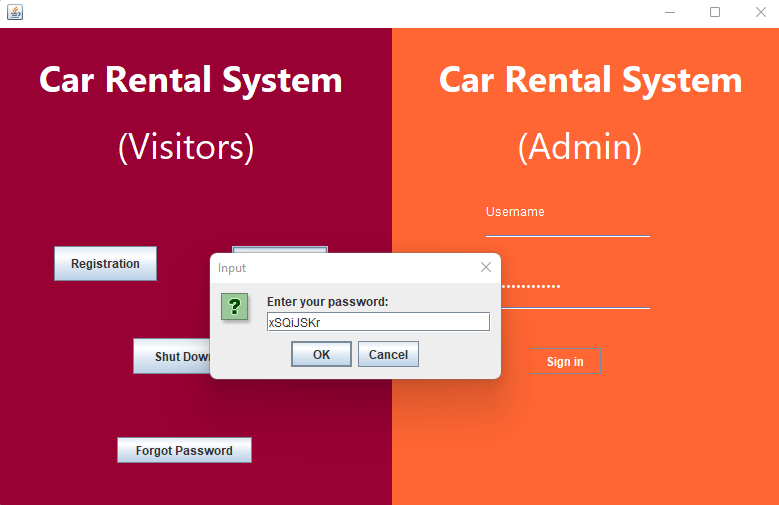 Car Rental System
(Visitors)
Registration
Shut Down
Forgot Password
Car Rental System
(Admin)
Username
Sign in
Input
Enter your password:
xSQiJSKr
OK
Cancel